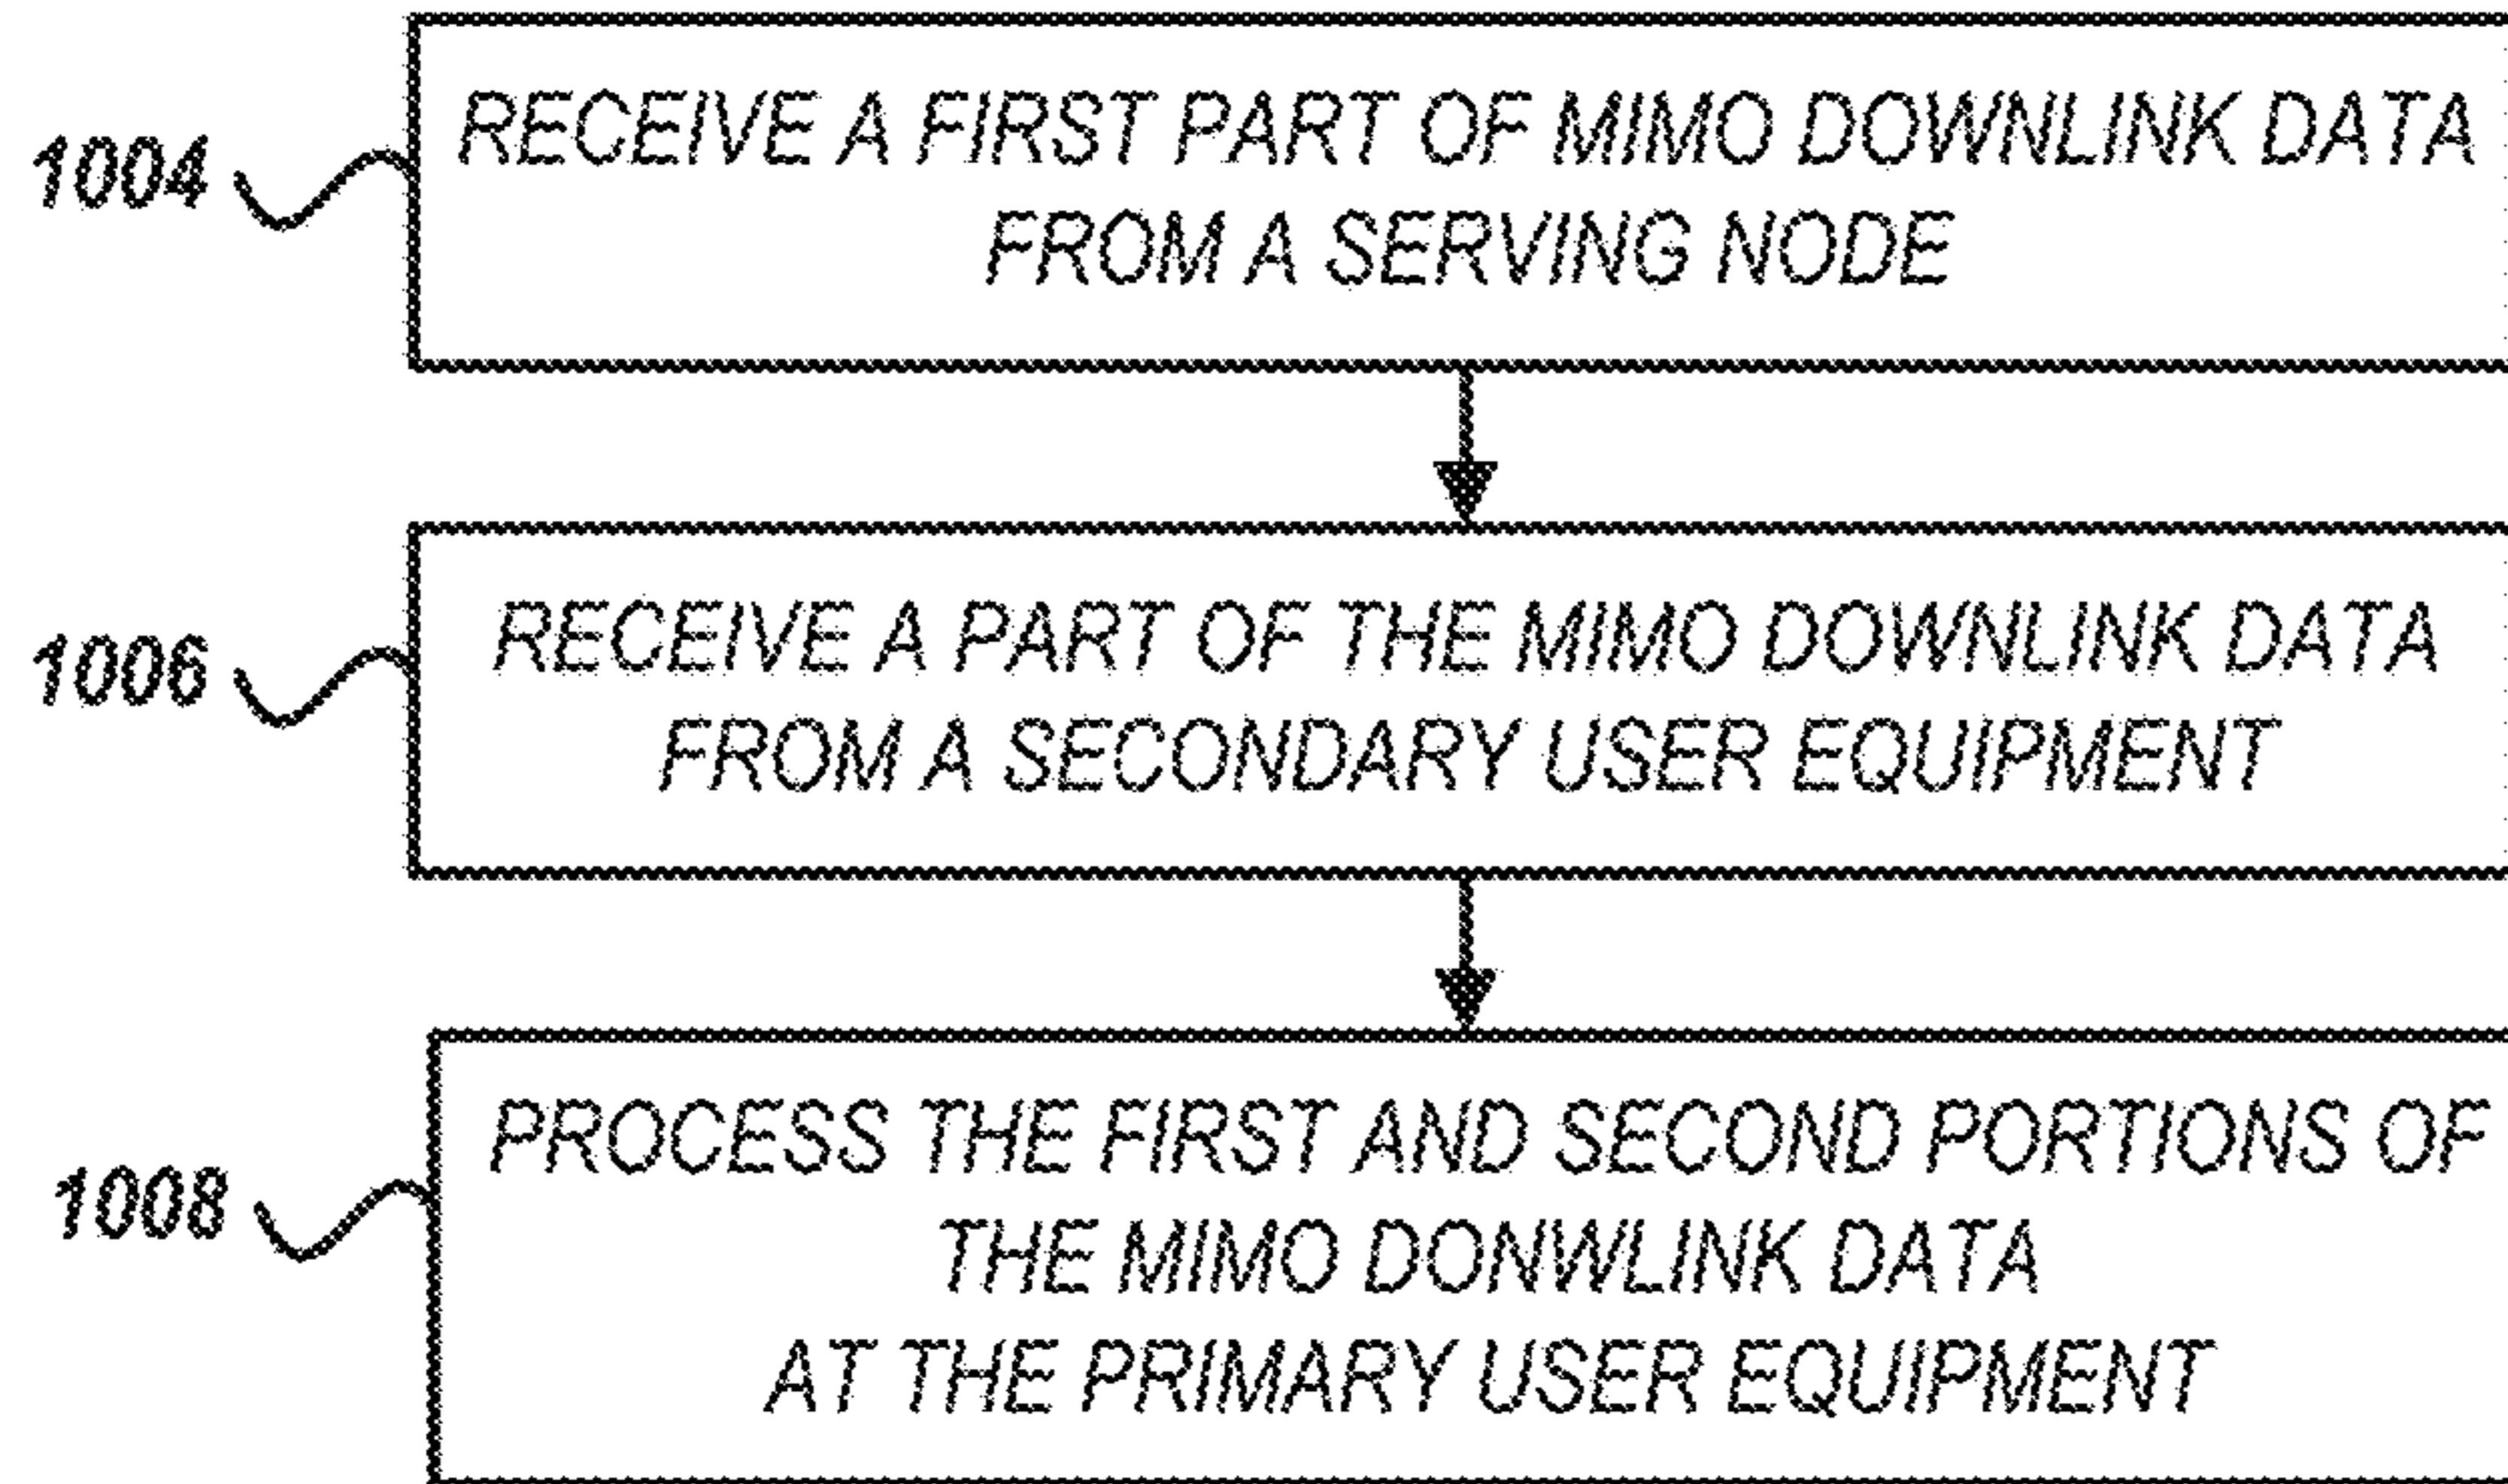 1004
RECEIVE A FIRST PART OF MIMO DOWNLINK DATA
FROM A SERVING NODE
1006
RECEIVE A PART OF THE MIMO DOWNLINK DATA
FROM A SECONDARY USER EQUIPMENT
1008
PROCESS THE FIRST AND SECOND PORTIONS OF
THE MIMO DONWLINK DATA
AT THE PRIMARY USER EQUIPMENT